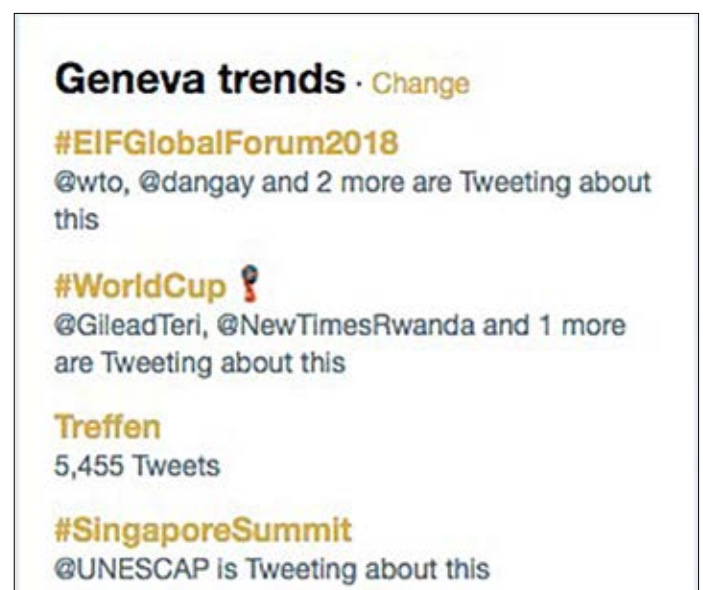 Geneva trends · Change
#EIFGlobalForum2018
@wto, @dangay and 2 more are Tweeting about
this
#WorldCup
@GileadTeri, @NewTimesRwanda and 1 more
are Tweeting about this
Treffen
5,455 Tweets
#SingaporeSummit
@UNESCAP is Tweeting about this